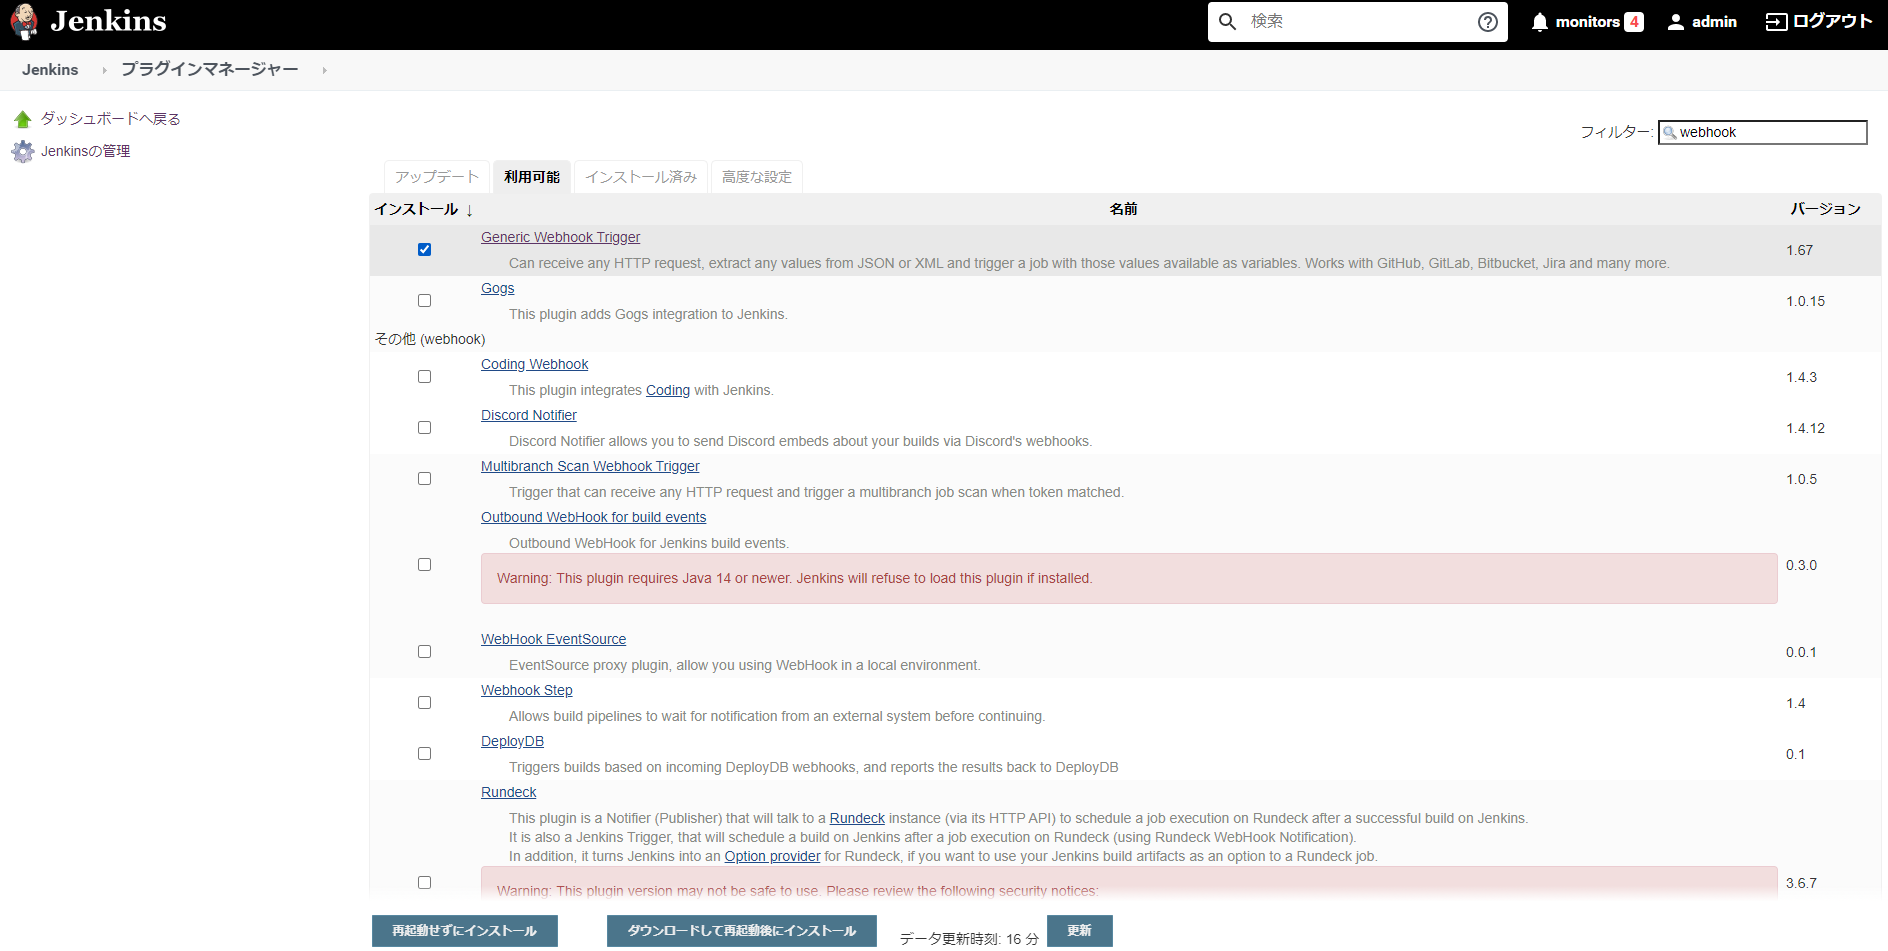 Jenkins
検索
monitors 4
admin
ログアウト
Jenkins
プラグインマネージャー
ダッシュボードへ戻る
Jenkinsの管理
フィルター: webhook
アップデート 利用可能 インストール済み 高度な設定
インストール ↓ 名前 バージョン
Generic Webhook Trigger
Can receive any HTTP request, extract any values from JSON or XML and trigger a job with those values available as variables. Works with GitHub, GitLab, Bitbucket, Jira and many more.
1.67
Gogs
This plugin adds Gogs integration to Jenkins.
1.0.15
その他 (webhook)
Coding Webhook
This plugin integrates Coding with Jenkins.
1.4.3
Discord Notifier
Discord Notifier allows you to send Discord embeds about your builds via Discord's webhooks.
1.4.12
Multibranch Scan Webhook Trigger
Trigger that can receive any HTTP request and trigger a multibranch job scan when token matched.
1.0.5
Outbound WebHook for build events
Outbound WebHook for Jenkins build events.
Warning: This plugin requires Java 14 or newer. Jenkins will refuse to load this plugin if installed.
0.3.0
WebHook EventSource
EventSource proxy plugin, allow you using WebHook in a local environment.
0.0.1
Webhook Step
Allows build pipelines to wait for notification from an external system before continuing.
1.4
DeployDB
Triggers builds based on incoming DeployDB webhooks, and reports the results back to DeployDB
0.1
Rundeck
This plugin is a Notifier (Publisher) that will talk to a Rundeck instance (via its HTTP API) to schedule a job execution on Rundeck after a successful build on Jenkins.
It is also a Jenkins Trigger, that will schedule a build on Jenkins after a job execution on Rundeck (using Rundeck WebHook Notification).
In addition, it turns Jenkins into an Option provider for Rundeck, if you want to use your Jenkins build artifacts as an option to a Rundeck job.
Warning: This plugin version may not be safe to use. Please review the following security notices:
3.6.7
再起動せずにインストール
ダウンロードして再起動後にインストール
データ更新時刻: 16 分
更新